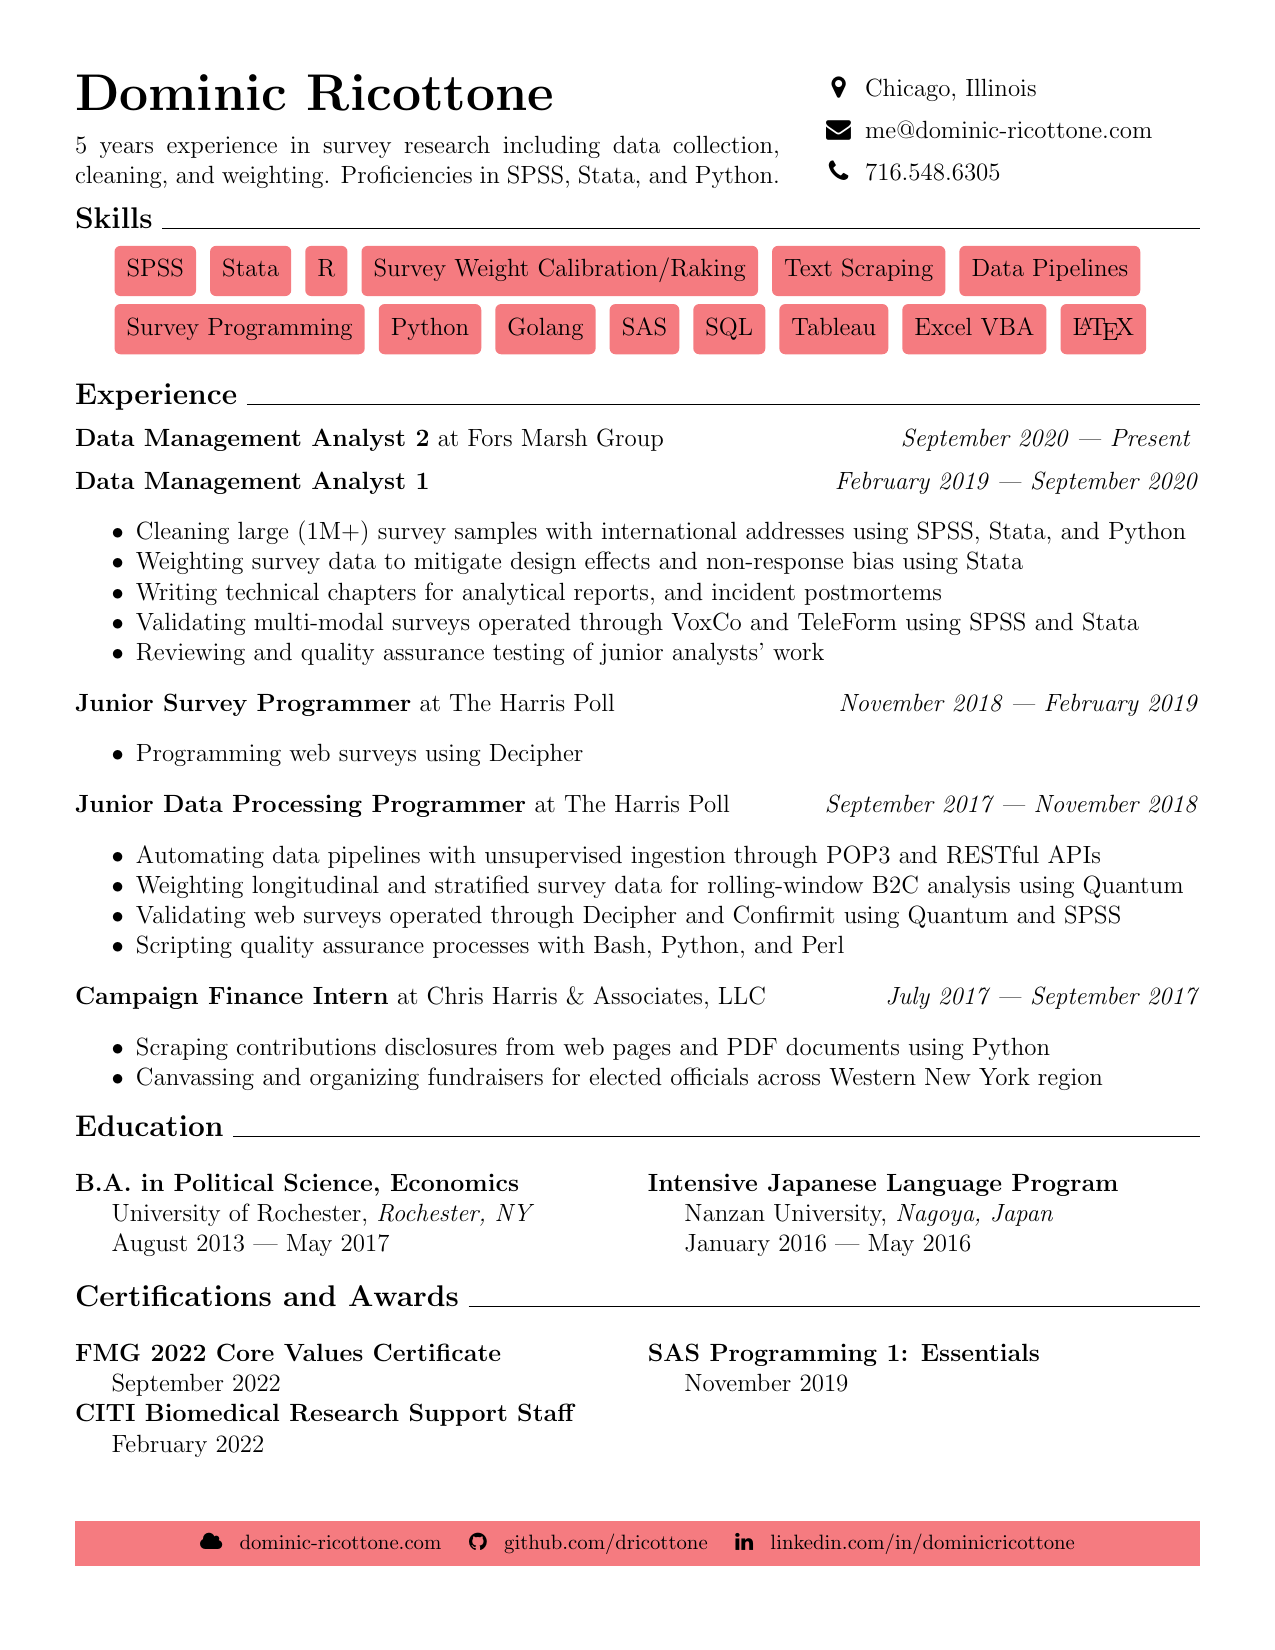 Dominic Ricottone
5 years experience in survey research including data collection,
cleaning, and weighting. Proficiencies in SPSS, Stata, and Python.
Chicago, Illinois
me@dominic-ricottone.com
716.548.6305
Skills
SPSS Stata R Survey Weight Calibration/Raking Text Scraping Data Pipelines
Survey Programming Python Golang SAS SQL Tableau Excel VBA LATEX
Experience
Data Management Analyst 2 at Fors Marsh Group September 2020 — Present
Data Management Analyst 1 February 2019 — September 2020
• Cleaning large (1M+) survey samples with international addresses using SPSS, Stata, and Python
• Weighting survey data to mitigate design effects and non-response bias using Stata
• Writing technical chapters for analytical reports, and incident postmortems
• Validating multi-modal surveys operated through VoxCo and TeleForm using SPSS and Stata
• Reviewing and quality assurance testing of junior analysts' work
Junior Survey Programmer at The Harris Poll November 2018 — February 2019
• Programming web surveys using Decipher
Junior Data Processing Programmer at The Harris Poll September 2017 — November 2018
• Automating data pipelines with unsupervised ingestion through POP3 and RESTful APIs
• Weighting longitudinal and stratified survey data for rolling-window B2C analysis using Quantum
• Validating web surveys operated through Decipher and Confirmit using Quantum and SPSS
• Scripting quality assurance processes with Bash, Python, and Perl
Campaign Finance Intern at Chris Harris & Associates, LLC July 2017 — September 2017
• Scraping contributions disclosures from web pages and PDF documents using Python
• Canvassing and organizing fundraisers for elected officials across Western New York region
Education
B.A. in Political Science, Economics
University of Rochester, Rochester, NY
August 2013 — May 2017
Intensive Japanese Language Program
Nanzan University, Nagoya, Japan
January 2016 — May 2016
Certifications and Awards
FMG 2022 Core Values Certificate
September 2022
CITI Biomedical Research Support Staff
February 2022
SAS Programming 1: Essentials
November 2019
dominic-ricottone.com github.com/dricottone linkedin.com/in/dominicricottone